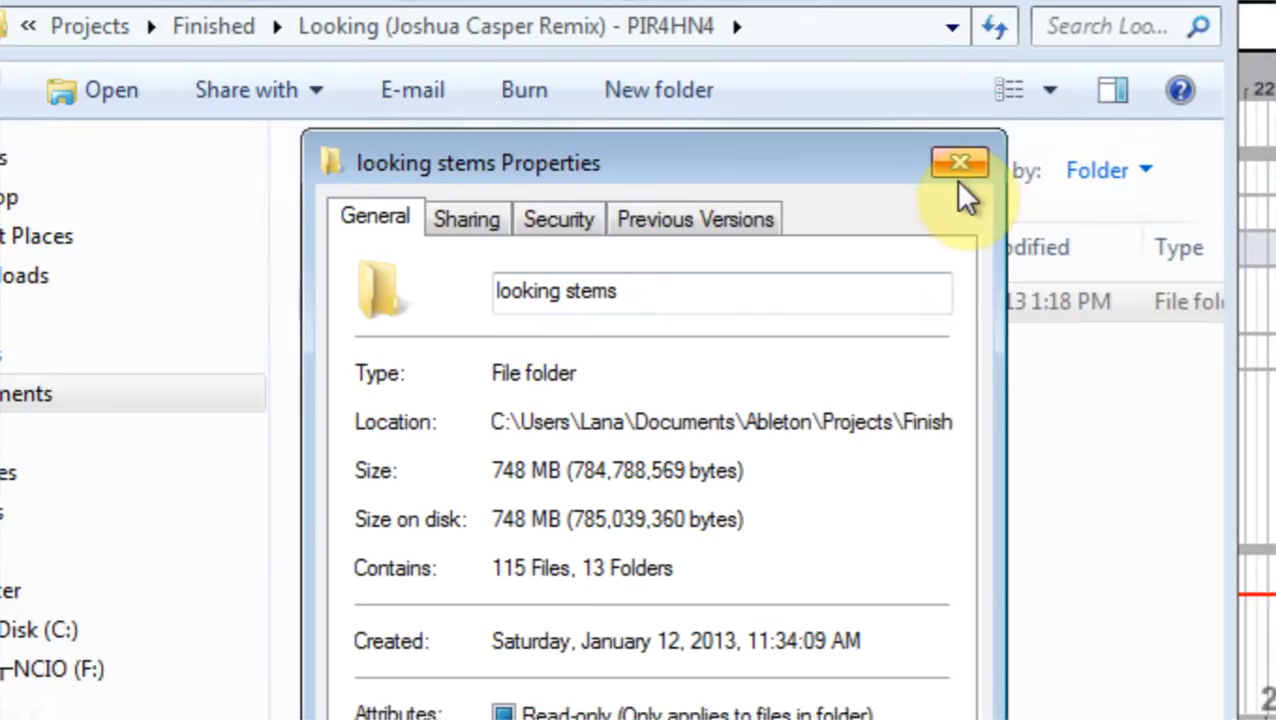 « Projects Finished Looking (Joshua Casper Remix) - PIR4HN4 Search Loo...
Open Share with E-mail Burn New folder
22
looking stems Properties
by: Folder
General Sharing Security Previous Versions
t Places
looking stems
Type
13 1:18 PM File fol
Type: File folder
ments
Location: C:\Users\Lana\Documents\Ableton\Projects\Finish
Size: 748 MB (784,788,569 bytes)
Size on disk: 748 MB (785,039,360 bytes)
Contains: 115 Files, 13 Folders
Disk (C:)
Created: Saturday, January 12, 2013, 11:34:09 AM
-NCIO (F:)
Attributes: Read-only (Only applies to files in folder)